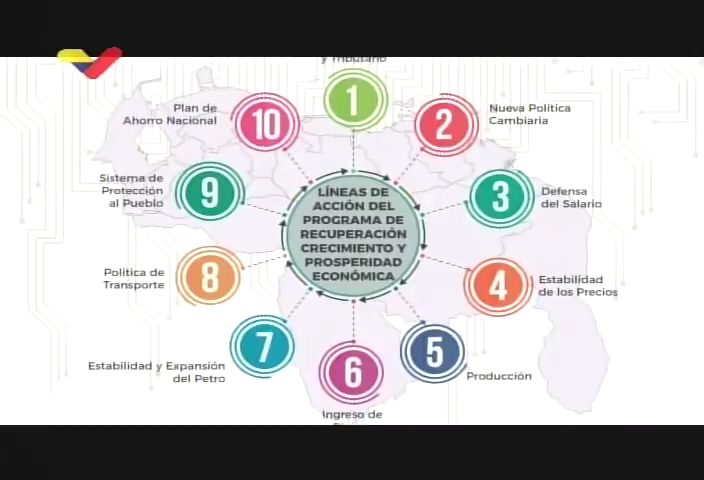 y Tributario
1
Plan de
Ahorro Nacional
10
2
Nueva Política
Cambiaria
Sistema de
Protección
al Pueblo
9
3
Defensa
del Salario
LÍNEAS DE
ACCIÓN DEL
PROGRAMA DE
RECUPERACIÓN
CRECIMIENTO Y
PROSPERIDAD
ECONÓMICA
Política de
Transporte
8
4
Estabilidad
de los Precios
Estabilidad y Expansión
del Petro
7
6
5
Producción
Ingreso de